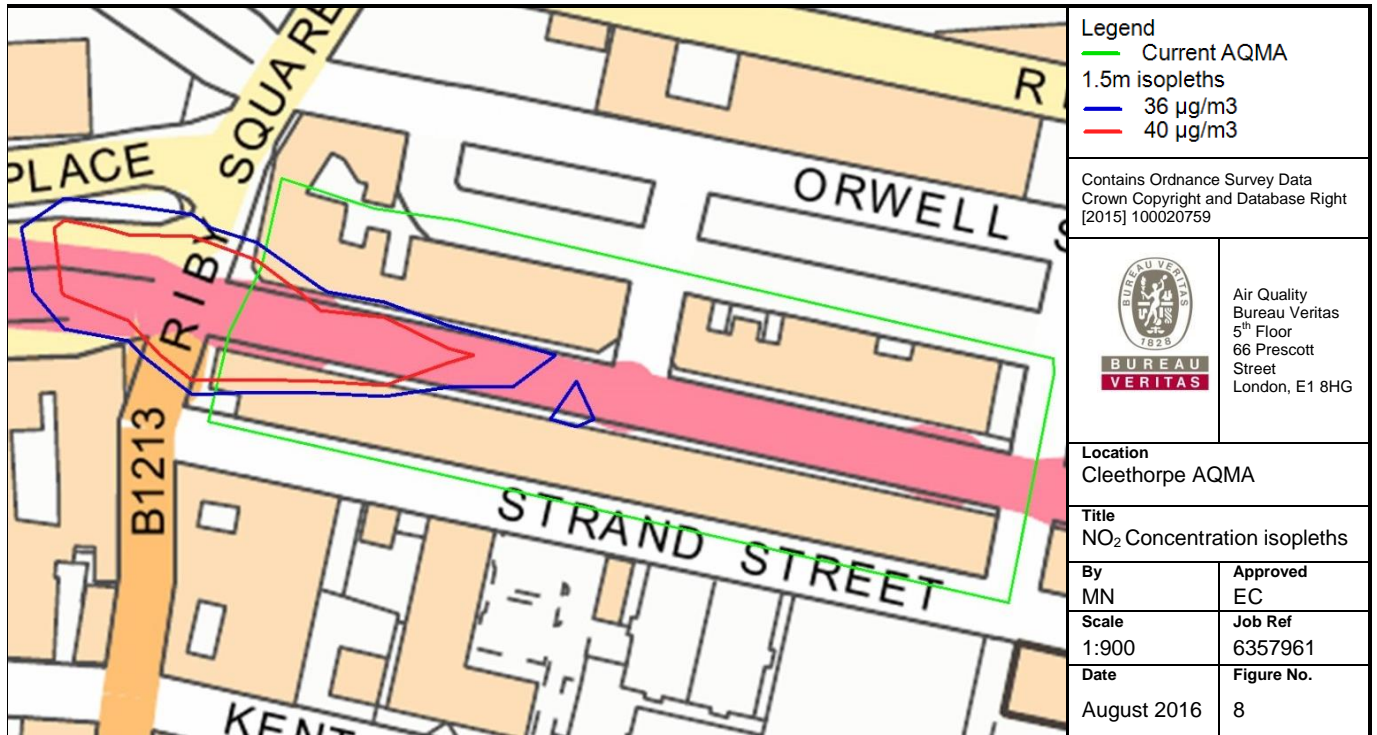 PLACE
SQUARE
RIBY
R
ORWELL S
B1213
STRAND STREET
KENT
Legend
Current AQMA
1.5m isopleths
36 µg/m3
40 µg/m3
Contains Ordnance Survey Data
Crown Copyright and Database Right
[2015] 100020759
BUREAU VERITAS
1828
BUREAU
VERITAS
Air Quality
Bureau Veritas
5th Floor
66 Prescott
Street
London, E1 8HG
Location
Cleethorpe AQMA
Title
NO2 Concentration isopleths
By
MN
Approved
EC
Scale
1:900
Job Ref
6357961
Date
August 2016
Figure No.
8